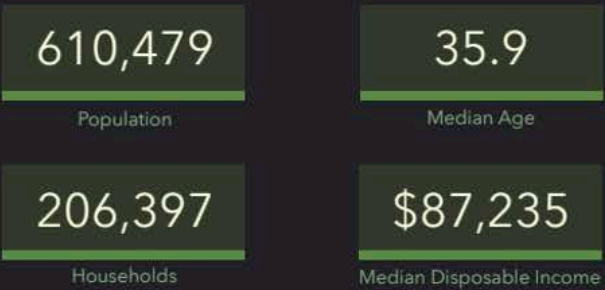 610,479
35.9
Population
Median Age
206,397
$87,235
Households
Median Disposable Income